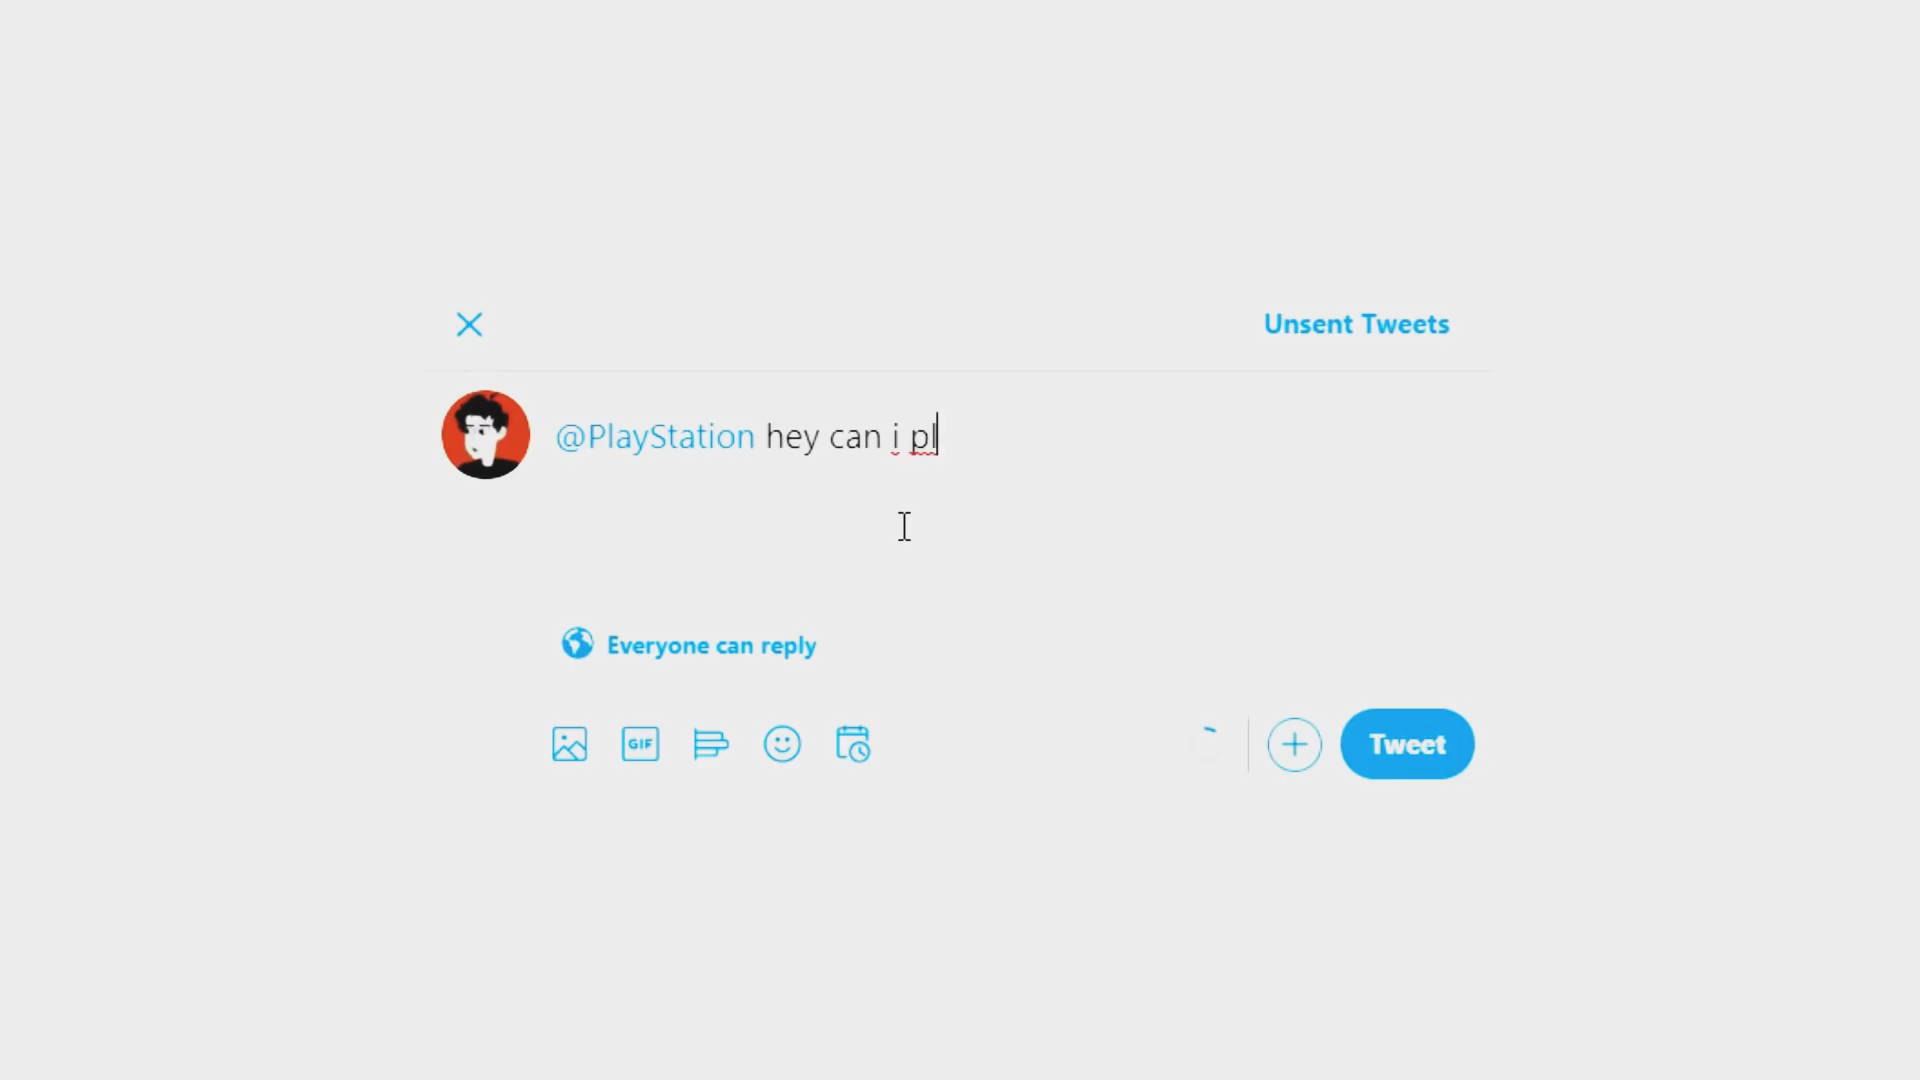 Unsent Tweets
@PlayStation hey can i pl
Everyone can reply
GIF
Tweet